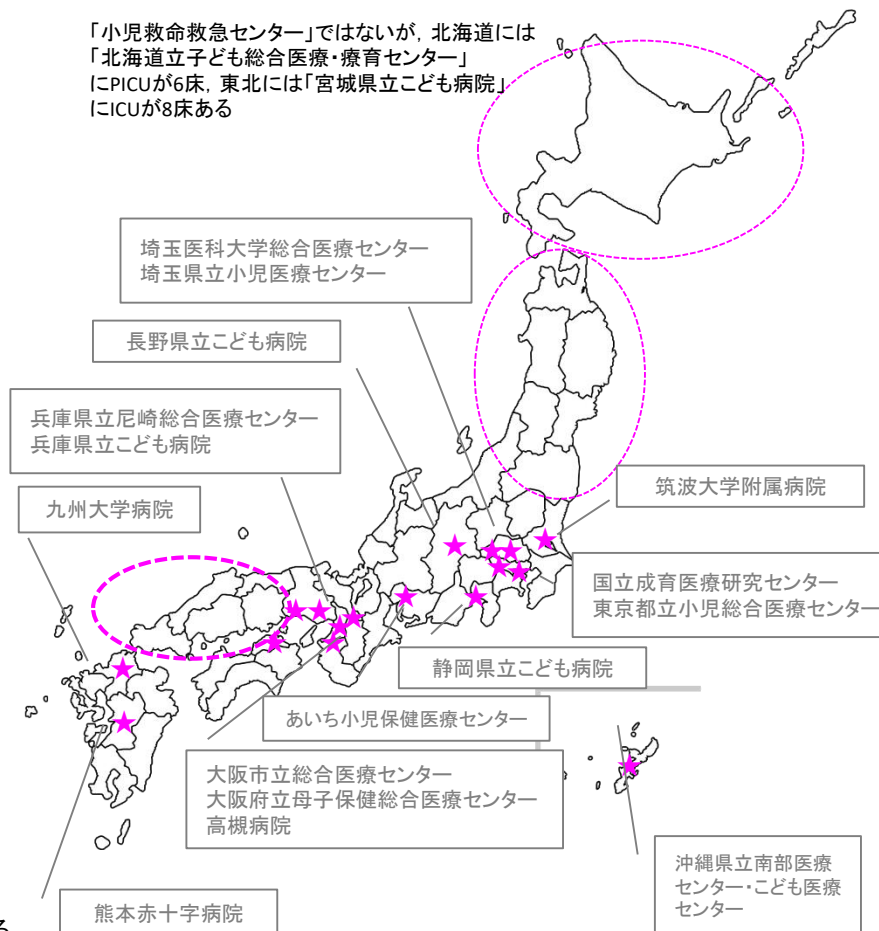 「小児救命救急センター」ではないが, 北海道には
「北海道立子ども総合医療・療育センター」
にPICUが6床, 東北には「宮城県立こども病院」
にICUが8床ある
埼玉医科大学総合医療センター
埼玉県立小児医療センター
長野県立こども病院
兵庫県立尼崎総合医療センター
兵庫県立こども病院
九州大学病院
筑波大学附属病院
国立成育医療研究センター
東京都立小児総合医療センター
静岡県立こども病院
あいち小児保健医療センター
大阪市立総合医療センター
大阪府立母子保健総合医療センター
高槻病院
沖縄県立南部医療
センター・こども医療
センター
熊本赤十字病院